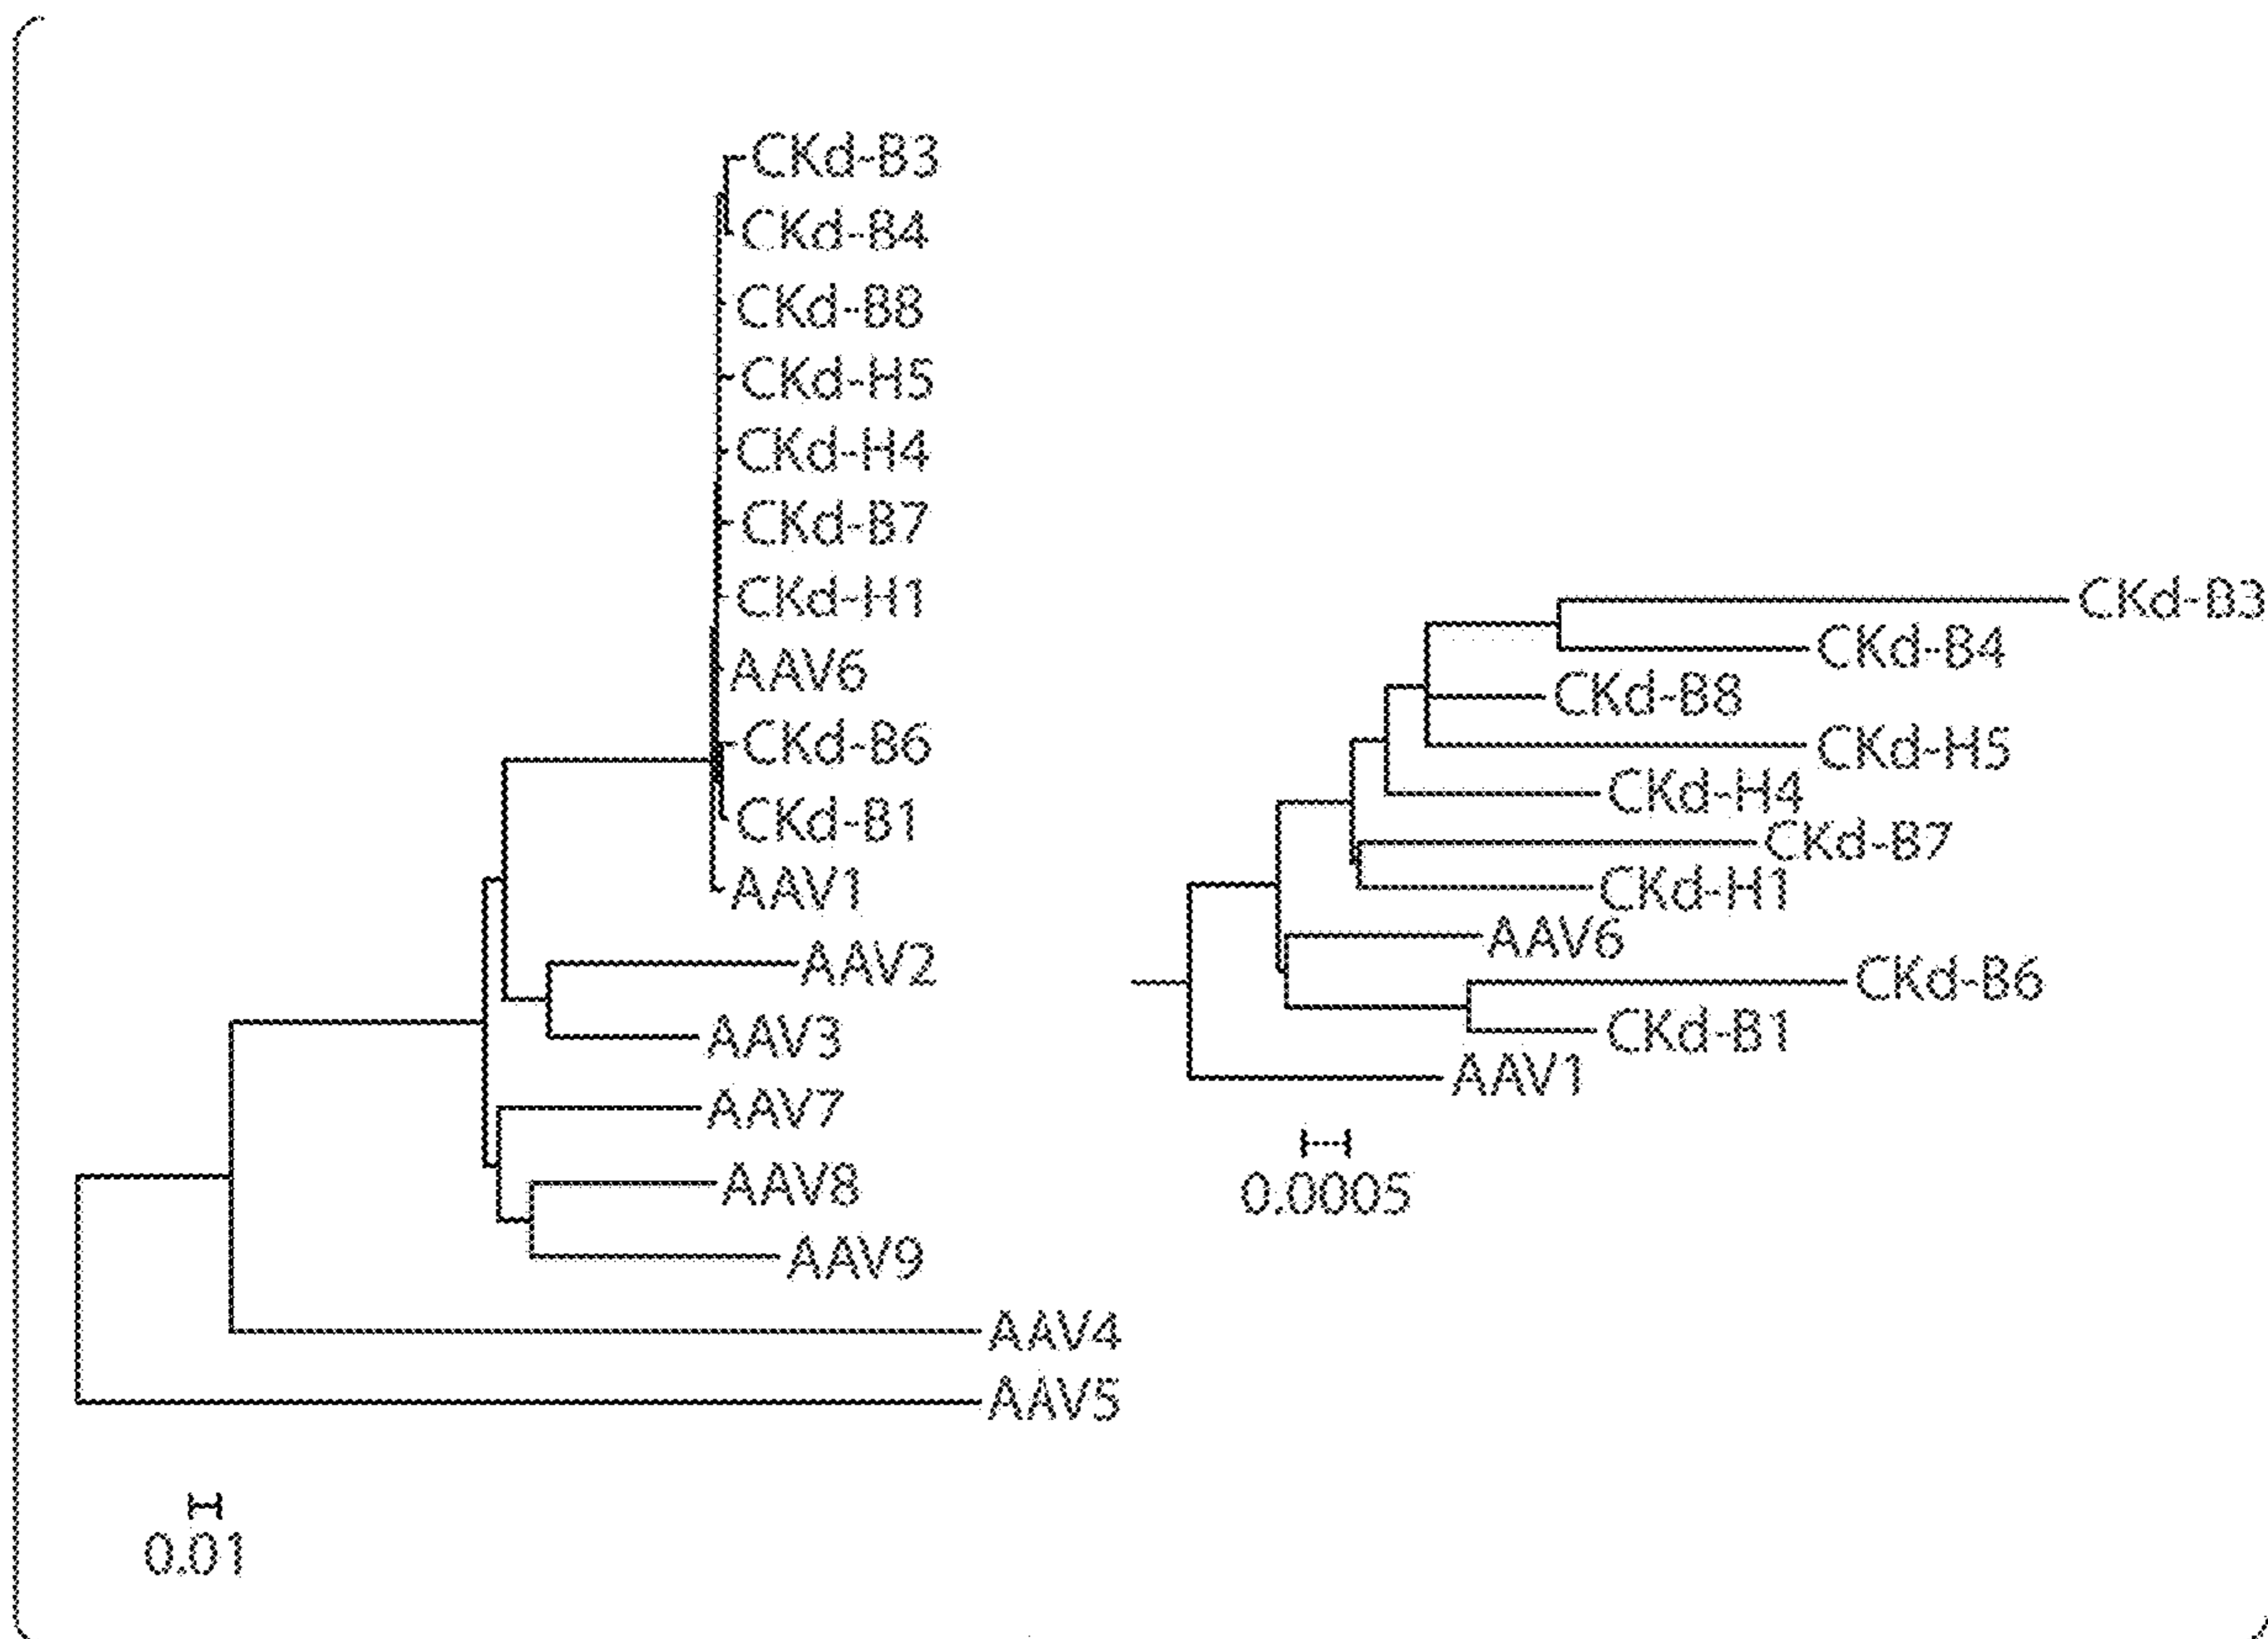 CKd-B3
CKd-B4
CKd-B8
CKd-H5
CKd-H4
CKd-B7
CKd-H1
AAV6
CKd-B6
CKd-B1
AAV1
AAV2
AAV3
AAV7
AAV8
AAV9
AAV4
AAV5
0.01
CKd-B3
CKd-B4
CKd-B8
CKd-H5
CKd-H4
CKd-B7
CKd-H1
AAV6
CKd-B6
CKd-B1
AAV1
0.0005